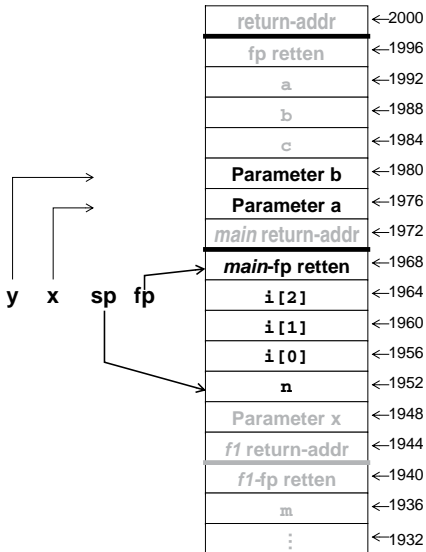 return-addr ←2000
fp retten ←1996
a ←1992
b ←1988
c ←1984
Parameter b ←1980
Parameter a ←1976
main return-addr ←1972
main-fp retten ←1968
y x sp fp
i[2] ←1964
i[1] ←1960
i[0] ←1956
n ←1952
Parameter x ←1948
f1 return-addr ←1944
f1-fp retten ←1940
m ←1936
⋮ ←1932